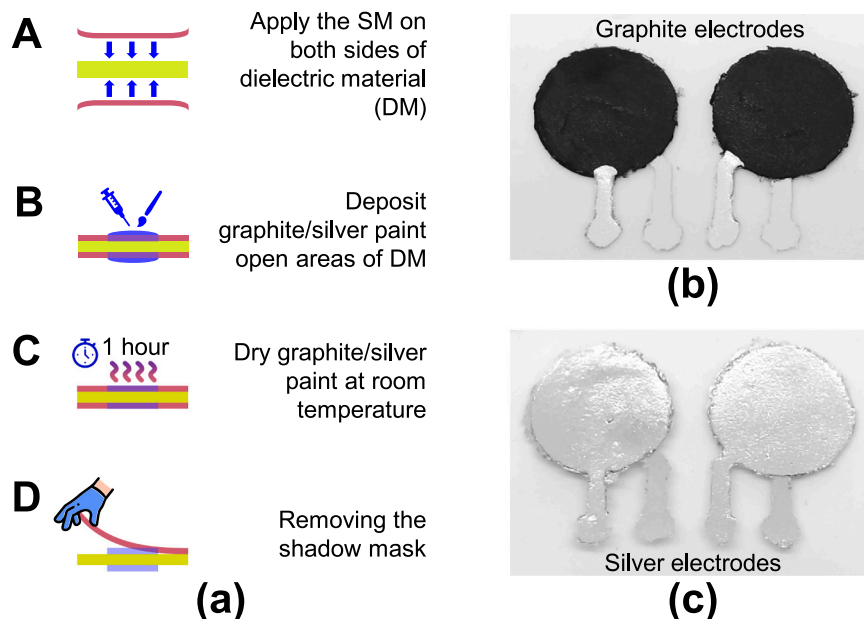 A
Apply the SM on
both sides of
dielectric material
(DM)
B
Deposit
graphite/silver paint
open areas of DM
C
1 hour
Dry graphite/silver
paint at room
temperature
D
Removing the
shadow mask
(a)
Graphite electrodes
(b)
Silver electrodes
(c)